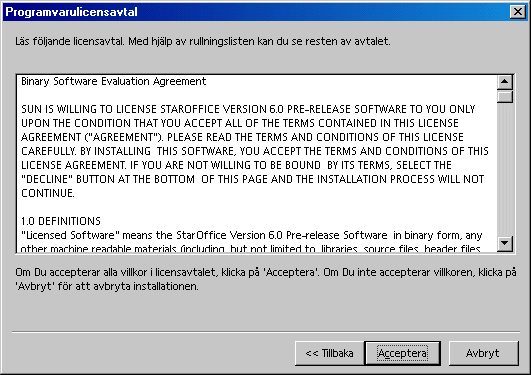 Programvarulicensavtal
Läs följande licensavtal. Med hjälp av rullningslisten kan du se resten av avtalet.
Binary Software Evaluation Agreement
SUN IS WILLING TO LICENSE STAROFFICE VERSION 6.0 PRE-RELEASE SOFTWARE TO YOU ONLY
UPON THE CONDITION THAT YOU ACCEPT ALL OF THE TERMS CONTAINED IN THIS LICENSE
AGREEMENT ("AGREEMENT"). PLEASE READ THE TERMS AND CONDITIONS OF THIS LICENSE
CAREFULLY. BY INSTALLING  THIS SOFTWARE, YOU ACCEPT THE TERMS AND CONDITIONS OF THIS
LICENSE AGREEMENT. IF YOU ARE NOT WILLING TO BE BOUND  BY ITS TERMS, SELECT THE
"DECLINE" BUTTON AT THE BOTTOM  OF THIS PAGE AND THE INSTALLATION PROCESS WILL NOT
CONTINUE.
1.0 DEFINITIONS
"Licensed Software" means the StarOffice Version 6.0 Pre-release Software  in binary form, any
other machine readable materials (including, but not limited to, libraries, source files, header files,
Om Du accepterar alla villkor i licensavtalet, klicka på 'Acceptera'. Om Du inte accepterar villkoren, klicka på
'Avbryt' för att avbryta installationen.
<< Tillbaka
Acceptera
Avbryt